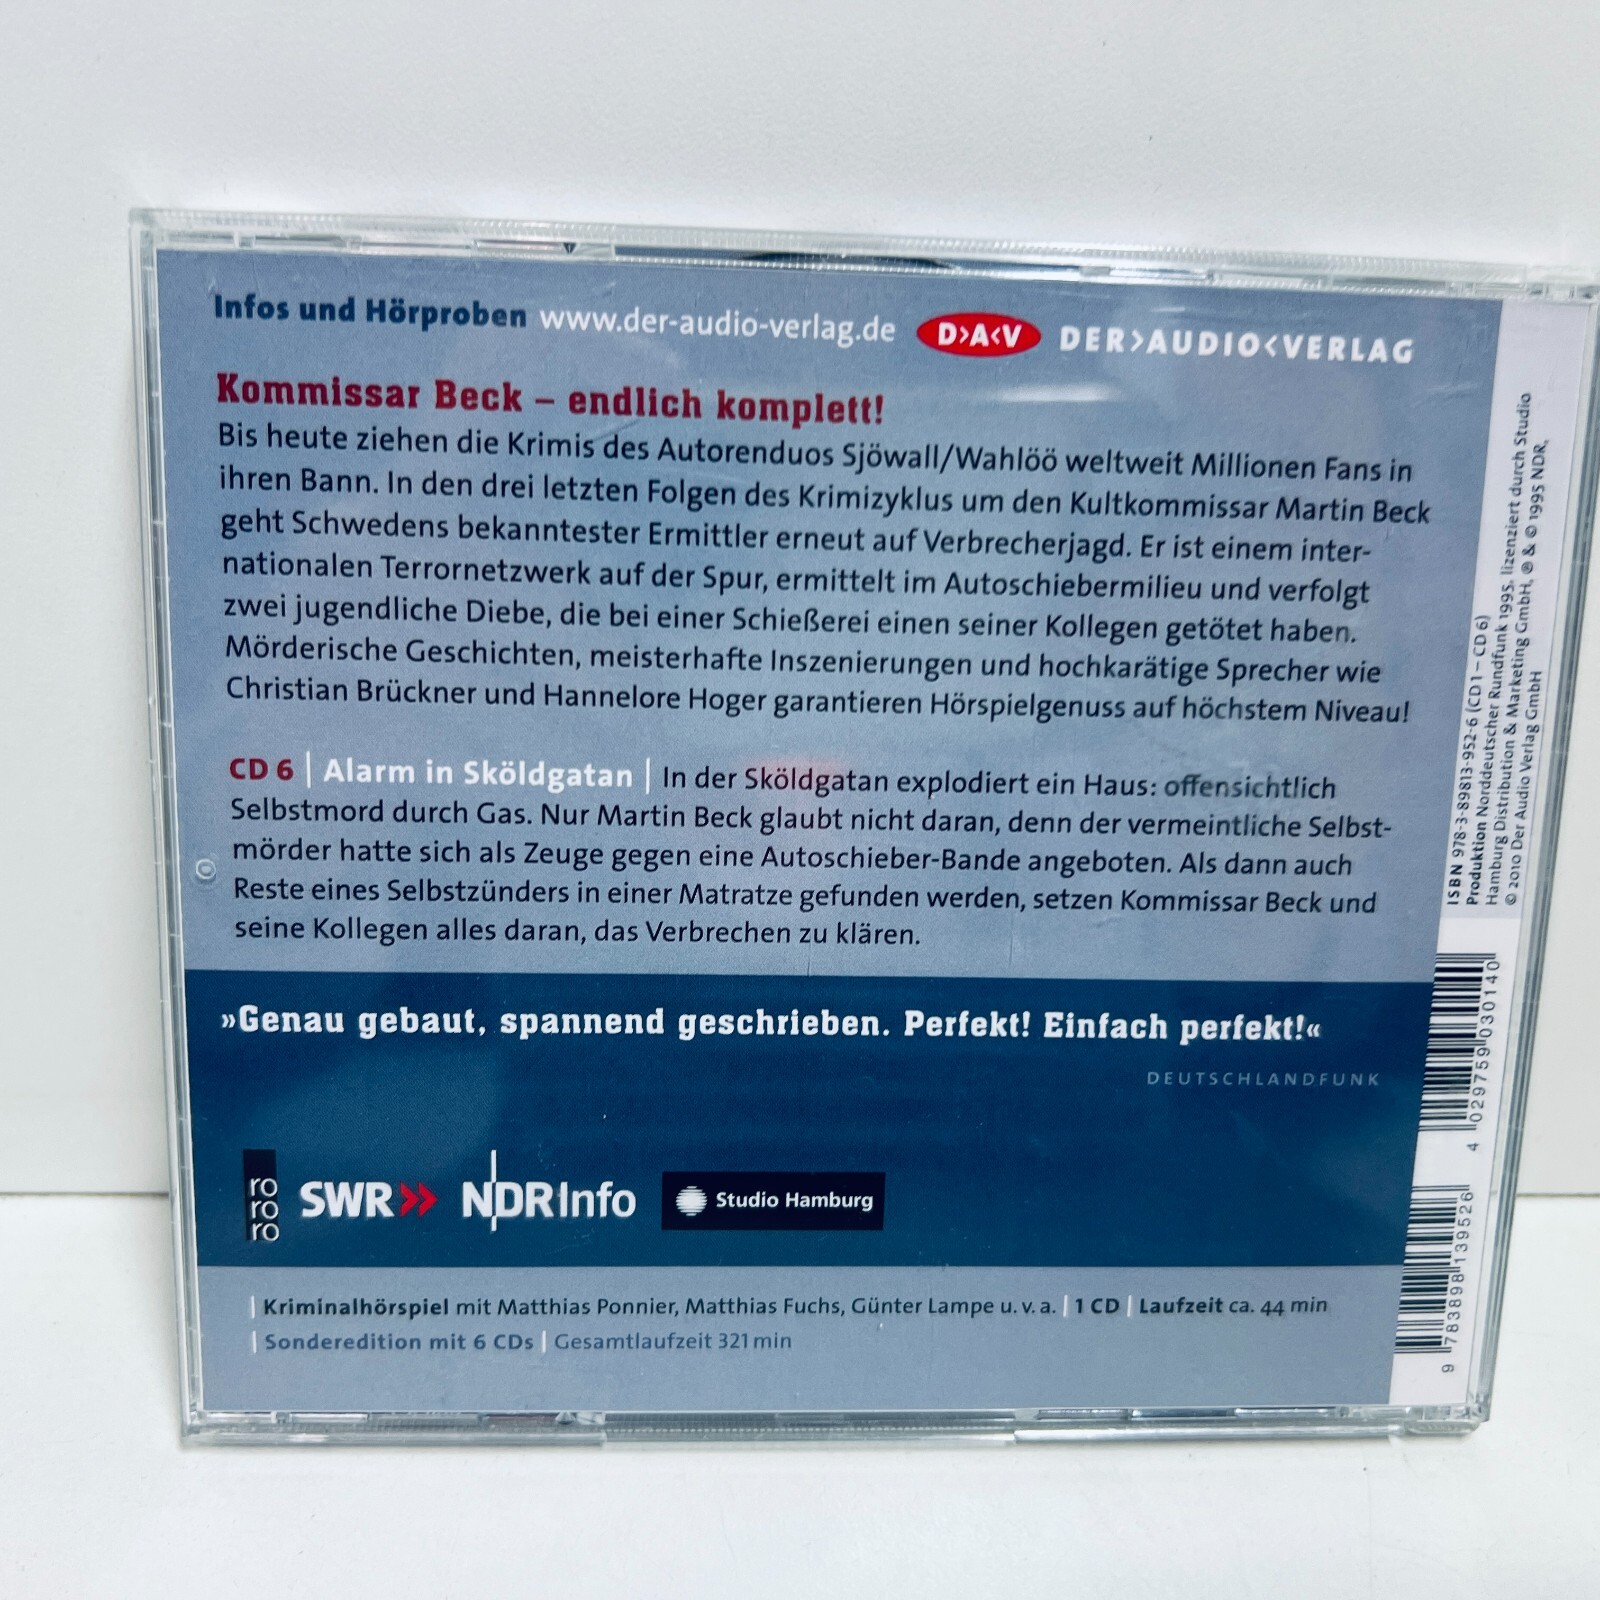 Infos und Hörproben www.der-audio-verlag.de D>A<V DER>AUDIO<VERLAG
Kommissar Beck – endlich komplett!
Bis heute ziehen die Krimis des Autorenduos Sjöwall/Wahlöö weltweit Millionen Fans in
ihren Bann. In den drei letzten Folgen des Krimizyklus um den Kultkommissar Martin Beck
geht Schwedens bekanntester Ermittler erneut auf Verbrecherjagd. Er ist einem inter-
nationalen Terrornetzwerk auf der Spur, ermittelt im Autoschiebermilieu und verfolgt
zwei jugendliche Diebe, die bei einer Schießerei einen seiner Kollegen getötet haben.
Mörderische Geschichten, meisterhafte Inszenierungen und hochkarätige Sprecher wie
Christian Brückner und Hannelore Hoger garantieren Hörspielgenuss auf höchstem Niveau!
CD 6 | Alarm in Sköldgatan | In der Sköldgatan explodiert ein Haus: offensichtlich
Selbstmord durch Gas. Nur Martin Beck glaubt nicht daran, denn der vermeintliche Selbst-
mörder hatte sich als Zeuge gegen eine Autoschieber-Bande angeboten. Als dann auch
Reste eines Selbstzünders in einer Matratze gefunden werden, setzen Kommissar Beck und
seine Kollegen alles daran, das Verbrechen zu klären.
»Genau gebaut, spannend geschrieben. Perfekt! Einfach perfekt!«
DEUTSCHLANDFUNK
ro
ro
ro
SWR» NDR Info Studio Hamburg
| Kriminalhörspiel mit Matthias Ponnier, Matthias Fuchs, Günter Lampe u. v. a. | 1 CD | Laufzeit ca. 44 min
| Sonderedition mit 6 CDs | Gesamtlaufzeit 321 min
ISBN 978-3-89813-952-6 (CD 1 – CD 6)
Produktion Norddeutscher Rundfunk 1995, lizenziert durch Studio
Hamburg Distribution & Marketing GmbH, ℗ & © 1995 NDR,
© 2010 Der Audio Verlag GmbH
4 029759 030140
9 783898 139526